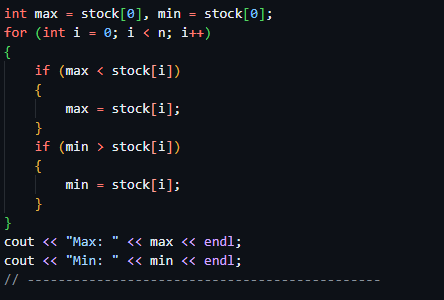 int max = stock[0], min = stock[0];
for (int i = 0; i < n; i++)
{
    if (max < stock[i])
    {
        max = stock[i];
    }
    if (min > stock[i])
    {
        min = stock[i];
    }
}
cout << "Max: " << max << endl;
cout << "Min: " << min << endl;
// ----------------------------------------------